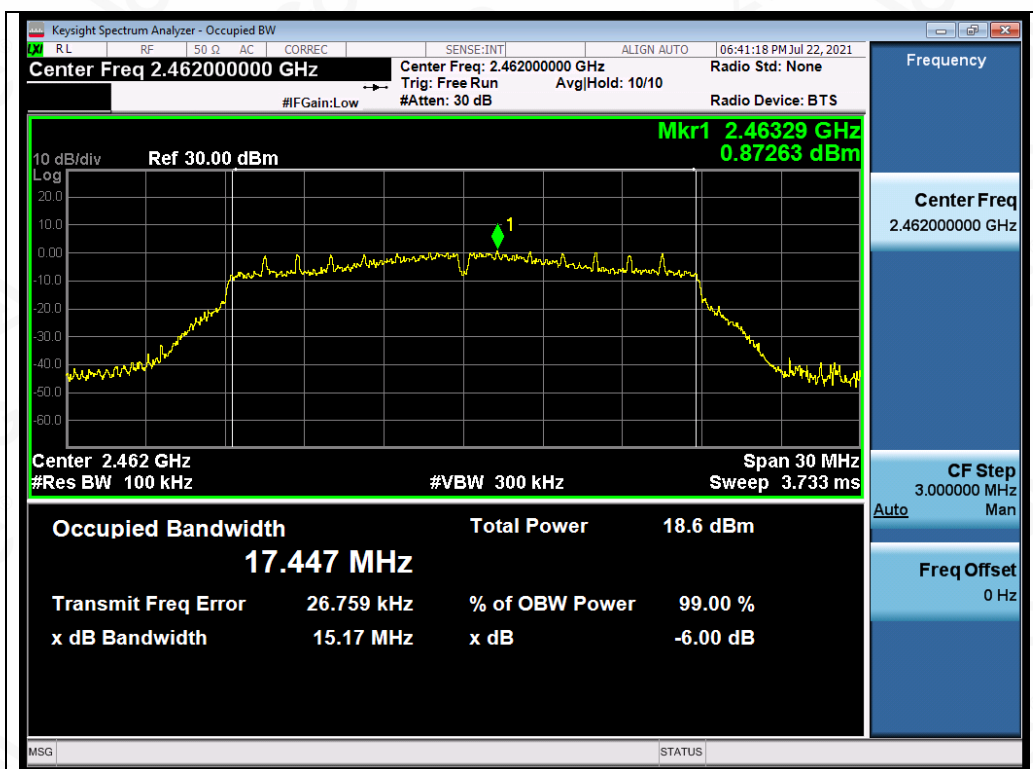 Keysight Spectrum Analyzer - Occupied BW
LXI RL RF 50 Ω AC CORREC SENSE:INT ALIGN AUTO 06:41:18 PM Jul 22, 2021
Center Freq 2.462000000 GHz
Center Freq: 2.462000000 GHz Radio Std: None
Trig: Free Run Avg|Hold: 10/10
#IFGain:Low #Atten: 30 dB Radio Device: BTS
Mkr1 2.46329 GHz
0.87263 dBm
10 dB/div Ref 30.00 dBm
Log
20.0
10.0
1
0.00
-10.0
-20.0
-30.0
-40.0
-50.0
-60.0
Center 2.462 GHz Span 30 MHz
#Res BW 100 kHz #VBW 300 kHz Sweep 3.733 ms
Occupied Bandwidth Total Power 18.6 dBm
17.447 MHz
Transmit Freq Error 26.759 kHz % of OBW Power 99.00 %
x dB Bandwidth 15.17 MHz x dB -6.00 dB
Frequency
Center Freq
2.462000000 GHz
CF Step
3.000000 MHz
Auto Man
Freq Offset
0 Hz
MSG STATUS